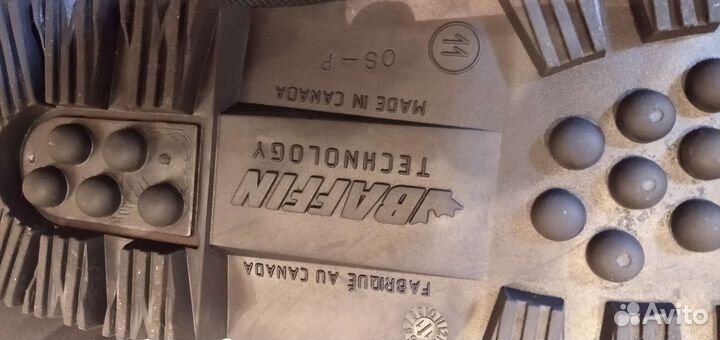 FABRIQUÉ AU CANADA
BAFFIN
TECHNOLOGY
MADE IN CANADA
OS-P
11
Avito